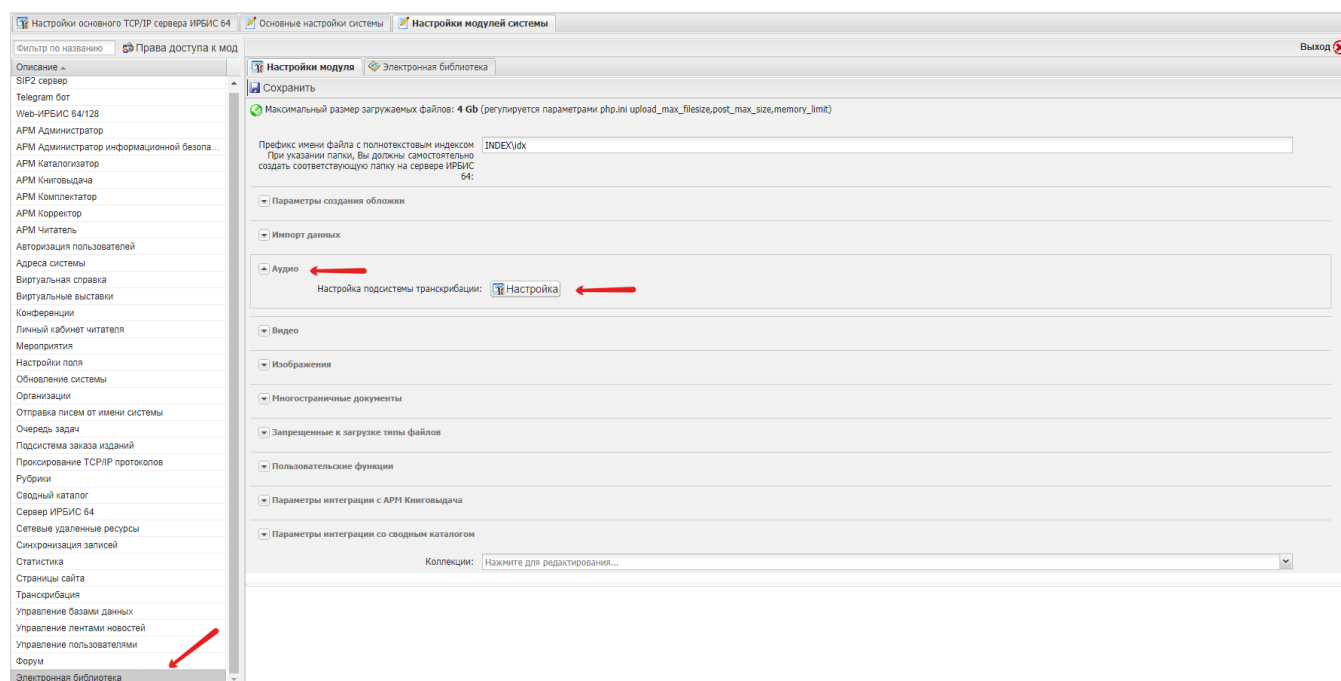 Настройки основного TCP/IP сервера ИРБИС 64 Основные настройки системы Настройки модулей системы
Фильтр по названию Права доступа к мод Выход
Описание
SIP2 сервер
Telegram бот
Web-ИРБИС 64/128
АРМ Администратор
АРМ Администратор информационной безопа...
АРМ Каталогизатор
АРМ Книговыдача
АРМ Комплектатор
АРМ Корректор
АРМ Читатель
Авторизация пользователей
Адреса системы
Виртуальная справка
Виртуальные выставки
Конференции
Личный кабинет читателя
Мероприятия
Настройки поля
Обновление системы
Организации
Отправка писем от имени системы
Очередь задач
Подсистема заказа изданий
Проксирование TCP/IP протоколов
Рубрики
Сводный каталог
Сервер ИРБИС 64
Сетевые удаленные ресурсы
Синхронизация записей
Статистика
Страницы сайта
Транскрибация
Управление базами данных
Управление лентами новостей
Управление пользователями
Форум
Электронная библиотека
Настройки модуля Электронная библиотека
Сохранить
Максимальный размер загружаемых файлов: 4 Gb (регулируется параметрами php.ini upload_max_filesize,post_max_size,memory_limit)
Префикс имени файла с полнотекстовым индексом INDEX\idx
При указании папки, Вы должны самостоятельно
создать соответствующую папку на сервере ИРБИС
64:
Параметры создания обложки
Импорт данных
Аудио
Настройка подсистемы транскрибации: Настройка
Видео
Изображения
Многостраничные документы
Запрещенные к загрузке типы файлов
Пользовательские функции
Параметры интеграции с АРМ Книговыдача
Параметры интеграции со сводным каталогом
Коллекции: Нажмите для редактирования...